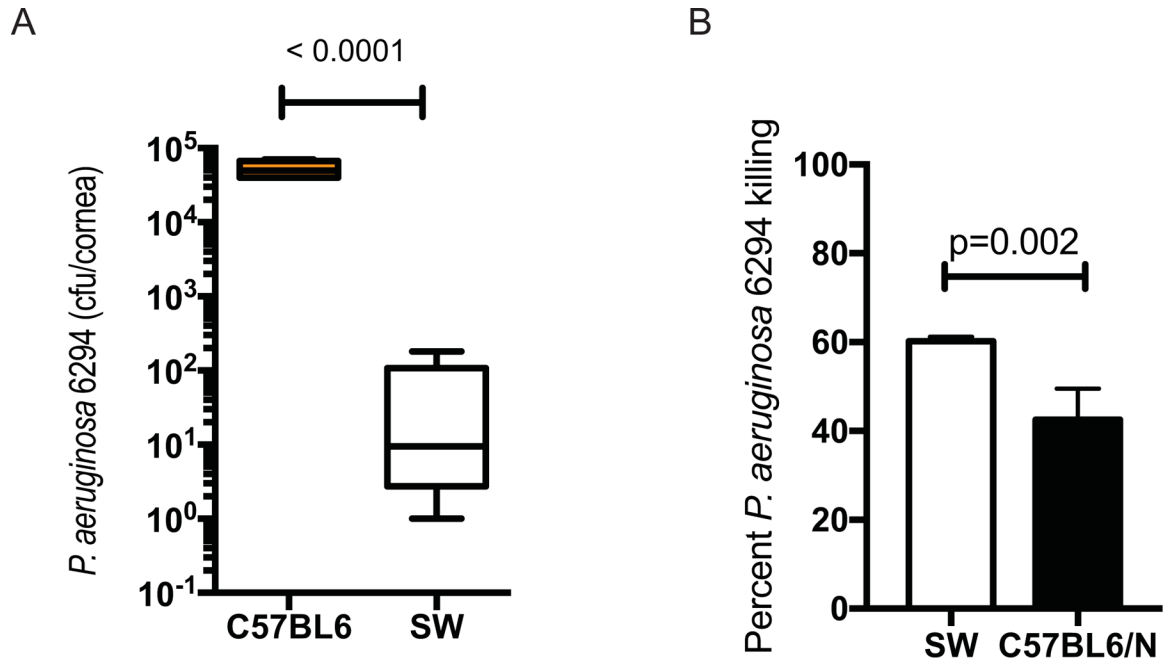 A
< 0.0001
P. aeruginosa 6294 (cfu/cornea)
10^5
10^4
10^3
10^2
10^1
10^0
10^-1
C57BL6 SW
B
Percent P. aeruginosa 6294 killing
100
80
60
40
20
0
p=0.002
SW C57BL6/N